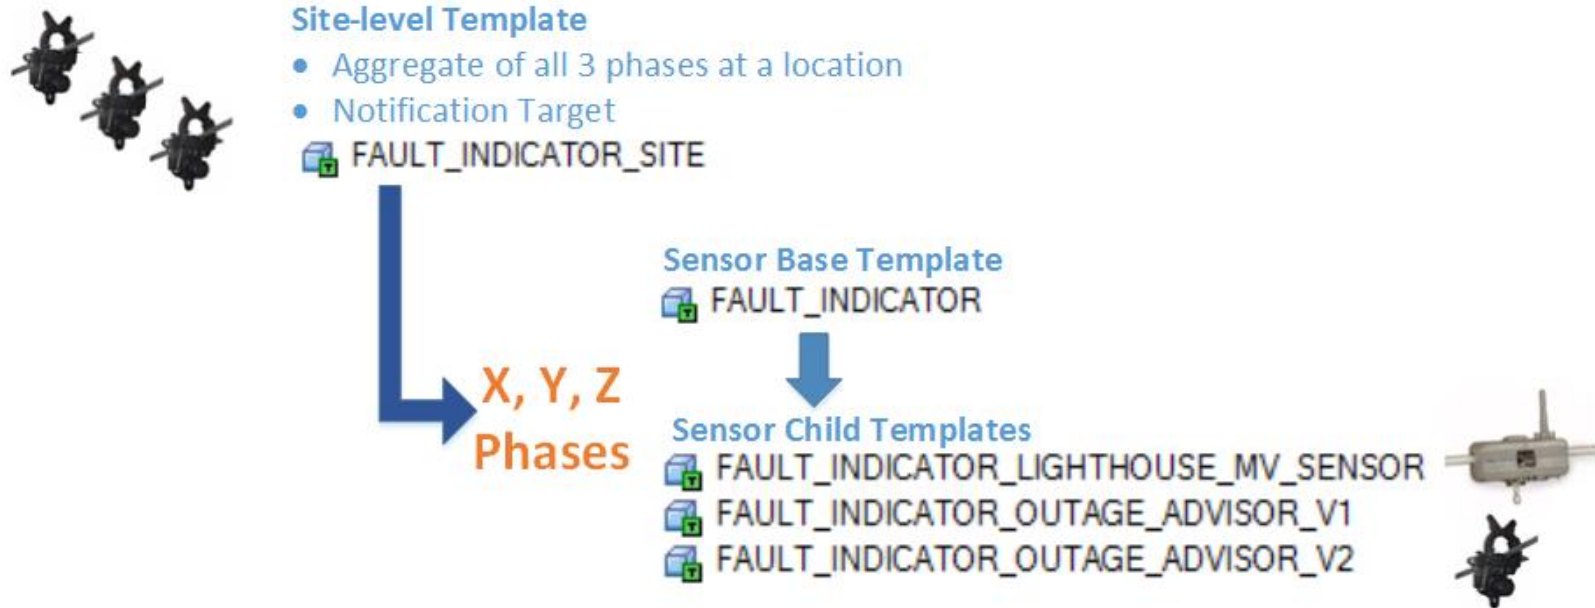 Site-level Template
• Aggregate of all 3 phases at a location
• Notification Target
FAULT_INDICATOR_SITE
Sensor Base Template
FAULT_INDICATOR
X, Y, Z
Phases
Sensor Child Templates
FAULT_INDICATOR_LIGHTHOUSE_MV_SENSOR
FAULT_INDICATOR_OUTAGE_ADVISOR_V1
FAULT_INDICATOR_OUTAGE_ADVISOR_V2